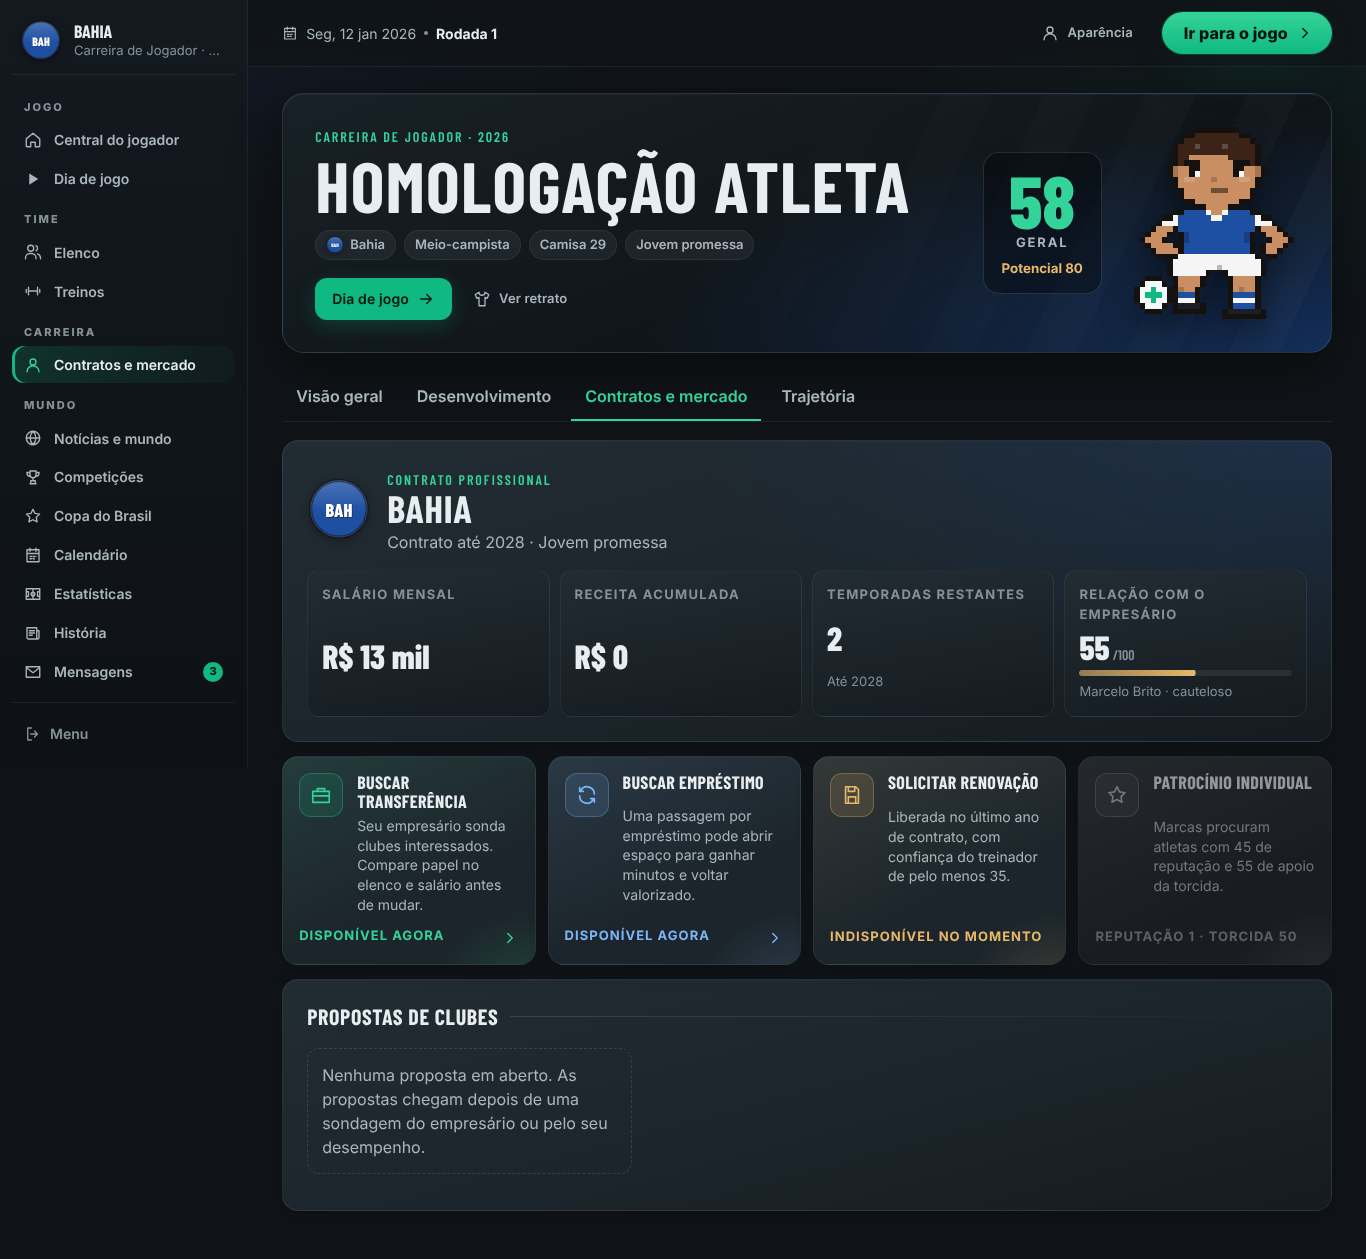 BAH
BAHIA
Carreira de Jogador · ...
JOGO
Central do jogador
Dia de jogo
TIME
Elenco
Treinos
CARREIRA
Contratos e mercado
MUNDO
Notícias e mundo
Competições
Copa do Brasil
Calendário
Estatísticas
História
Mensagens 3
Menu
Seg, 12 jan 2026 • Rodada 1
Aparência
Ir para o jogo
CARREIRA DE JOGADOR · 2026
HOMOLOGAÇÃO ATLETA
Bahia Meio-campista Camisa 29 Jovem promessa
Dia de jogo
Ver retrato
58
GERAL
Potencial 80
Visão geral Desenvolvimento Contratos e mercado Trajetória
BAH
CONTRATO PROFISSIONAL
BAHIA
Contrato até 2028 · Jovem promessa
SALÁRIO MENSAL
R$ 13 mil
RECEITA ACUMULADA
R$ 0
TEMPORADAS RESTANTES
2
Até 2028
RELAÇÃO COM O
EMPRESÁRIO
55 /100
Marcelo Brito · cauteloso
BUSCAR
TRANSFERÊNCIA
Seu empresário sonda
clubes interessados.
Compare papel no
elenco e salário antes
de mudar.
DISPONÍVEL AGORA
BUSCAR EMPRÉSTIMO
Uma passagem por
empréstimo pode abrir
espaço para ganhar
minutos e voltar
valorizado.
DISPONÍVEL AGORA
SOLICITAR RENOVAÇÃO
Liberada no último ano
de contrato, com
confiança do treinador
de pelo menos 35.
INDISPONÍVEL NO MOMENTO
PATROCÍNIO INDIVIDUAL
Marcas procuram
atletas com 45 de
reputação e 55 de apoio
da torcida.
REPUTAÇÃO 1 · TORCIDA 50
PROPOSTAS DE CLUBES
Nenhuma proposta em aberto. As
propostas chegam depois de uma
sondagem do empresário ou pelo seu
desempenho.